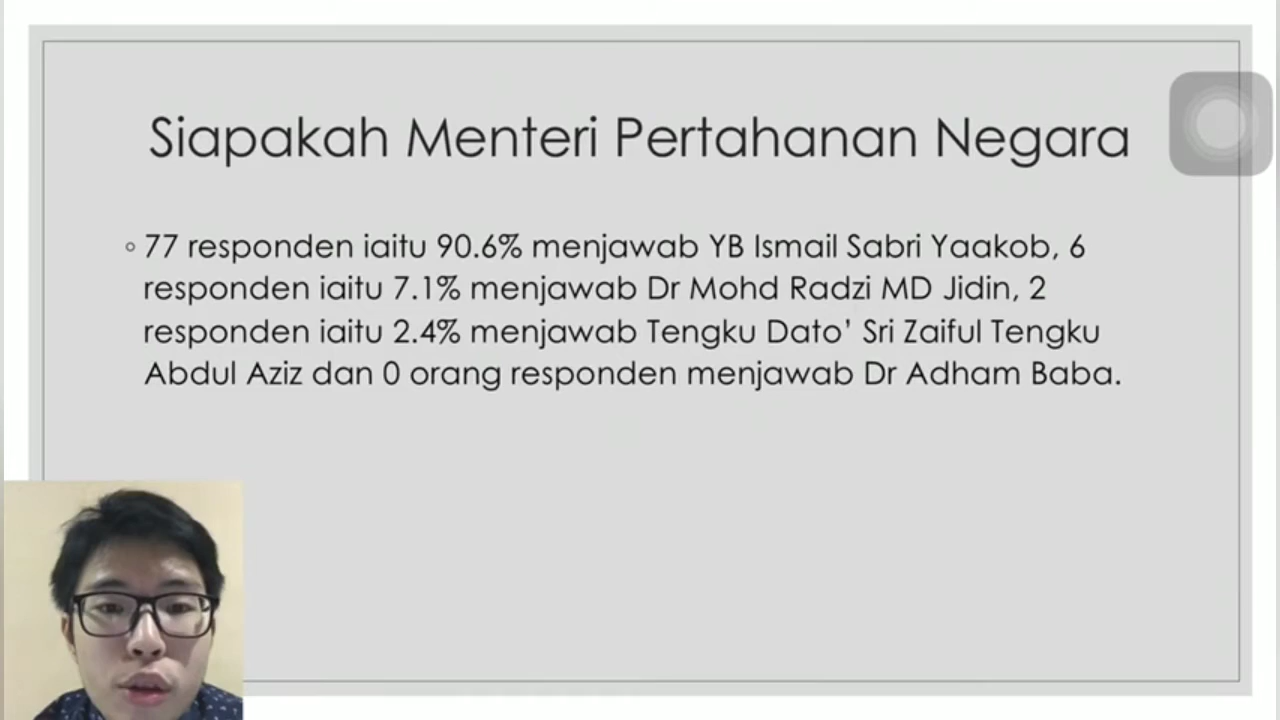 Siapakah Menteri Pertahanan Negara
77 responden iaitu 90.6% menjawab YB Ismail Sabri Yaakob, 6
responden iaitu 7.1% menjawab Dr Mohd Radzi MD Jidin, 2
responden iaitu 2.4% menjawab Tengku Dato’ Sri Zaiful Tengku
Abdul Aziz dan 0 orang responden menjawab Dr Adham Baba.